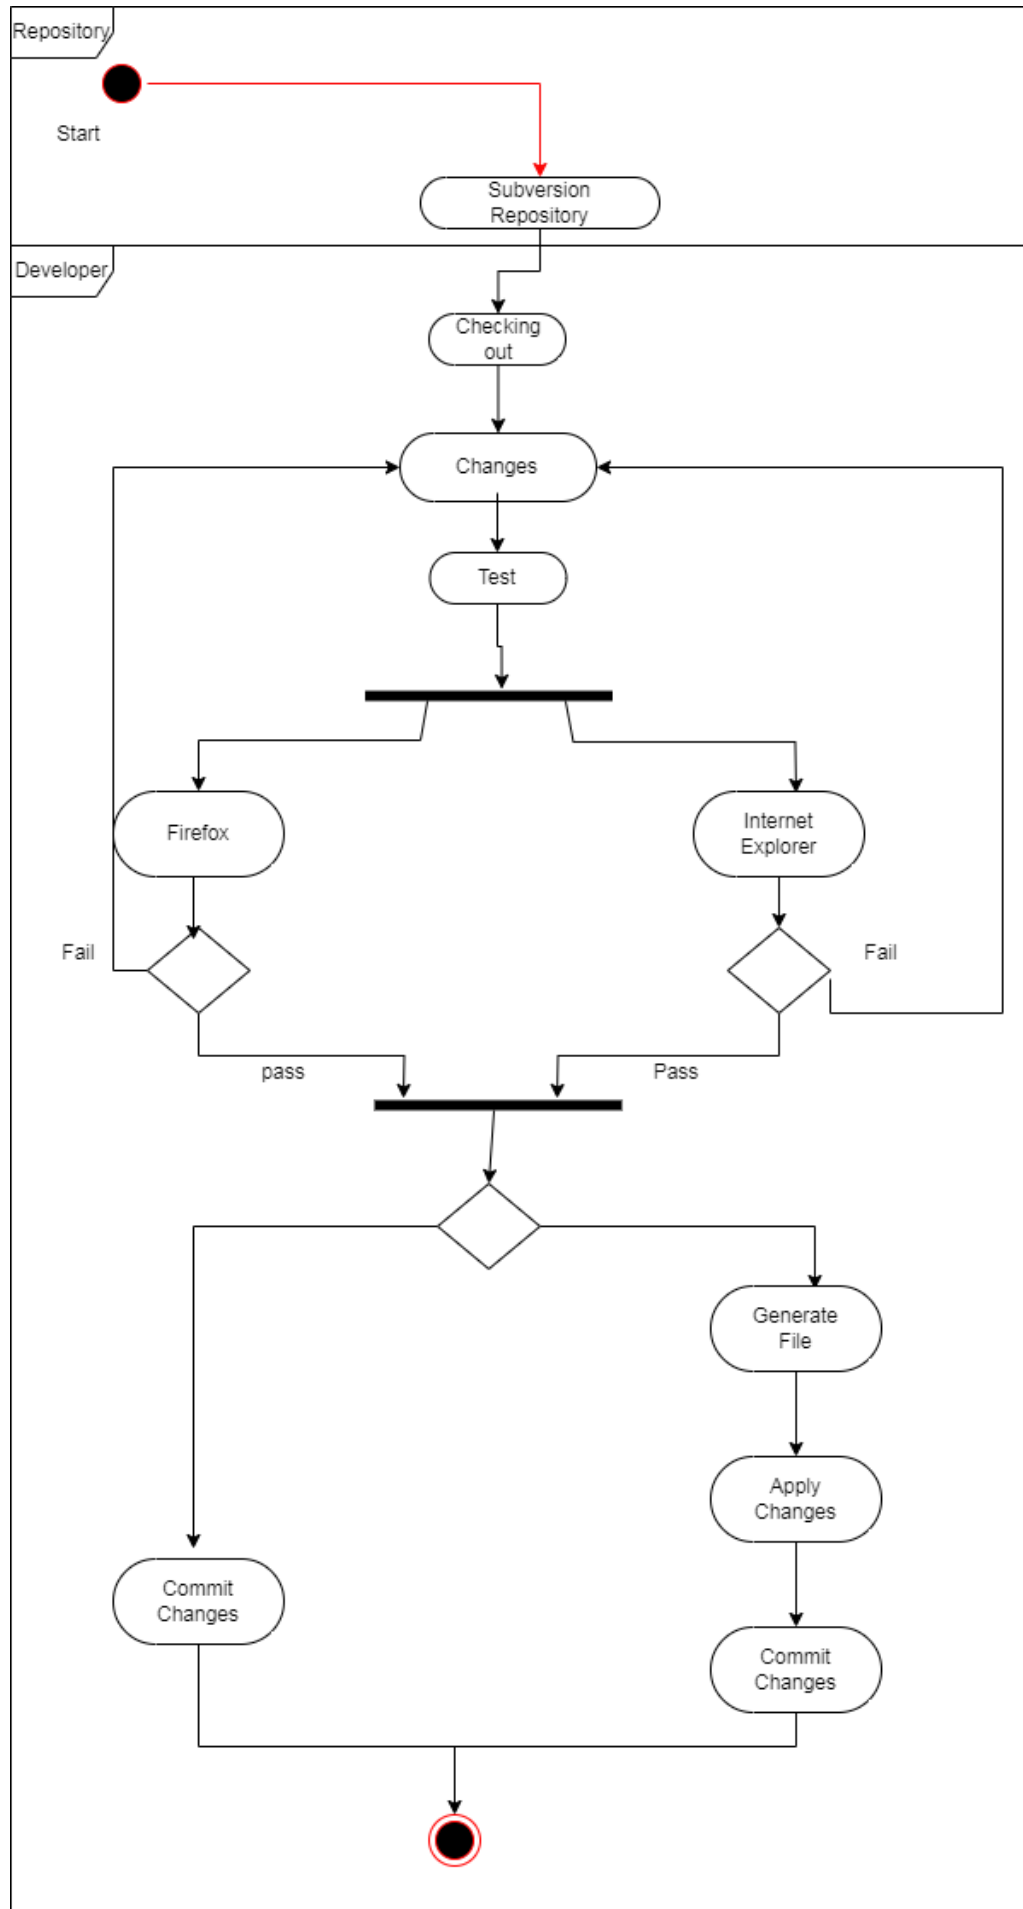 Repository
Start
Subversion
Repository
Developer
Checking
out
Changes
Test
Firefox
Internet
Explorer
Fail
Fail
pass
Pass
Generate
File
Apply
Changes
Commit
Changes
Commit
Changes